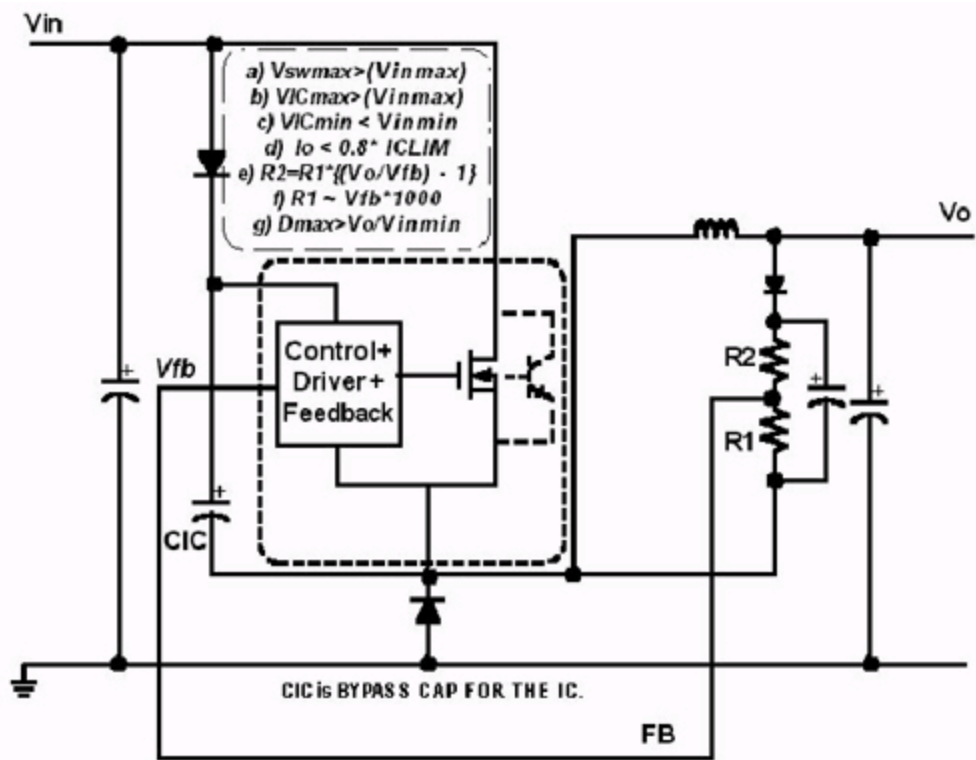 Vin
a) Vswmax>(Vinmax)
b) VICmax>(Vinmax)
c) VICmin < Vinmin
d) Io < 0.8* ICLIM
e) R2=R1*{(Vo/Vfb) - 1}
f) R1 ~ Vfb*1000
g) Dmax>Vo/Vinmin
Vo
Vfb
Control+
Driver+
Feedback
R2
R1
+
+
+
+
CIC
CIC is BYPASS CAP FOR THE IC.
FB